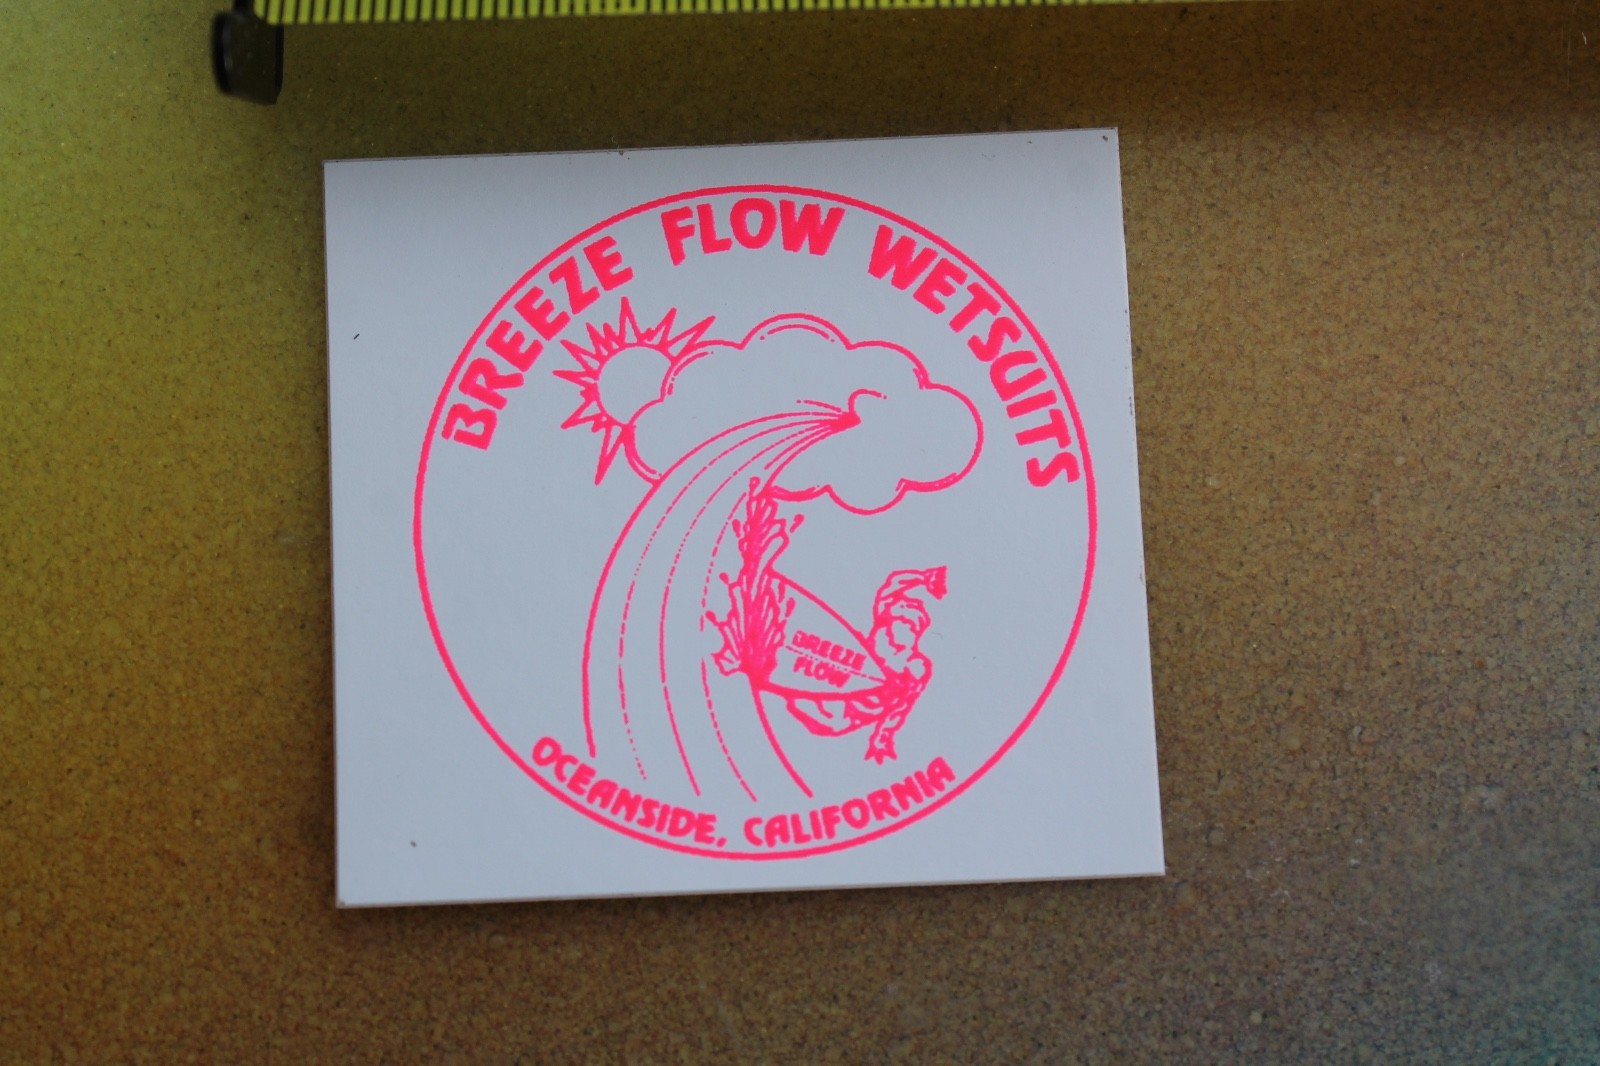 BREEZE FLOW WETSUITS
BREEZE
FLOW
OCEANSIDE, CALIFORNIA